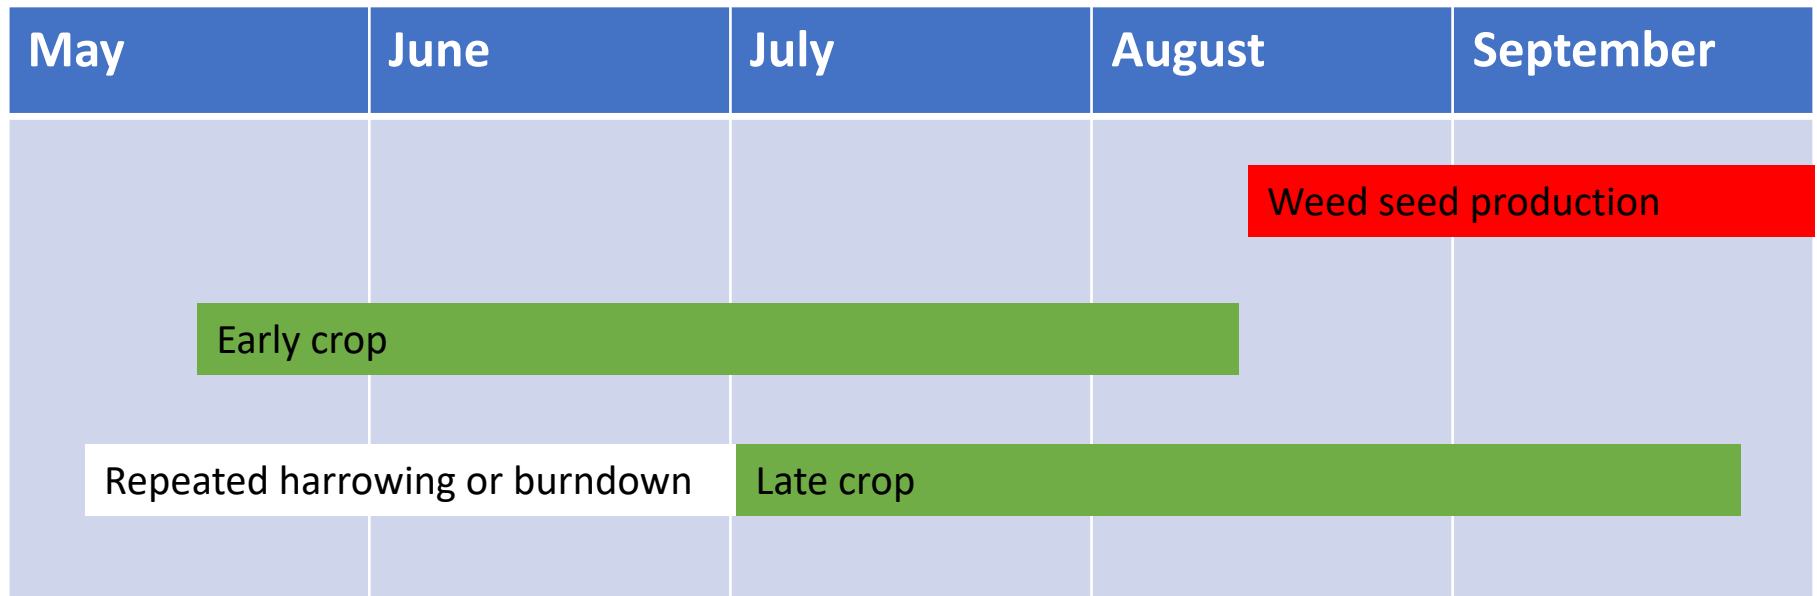 May
June
July
August
September
Weed seed production
Early crop
Repeated harrowing or burndown
Late crop